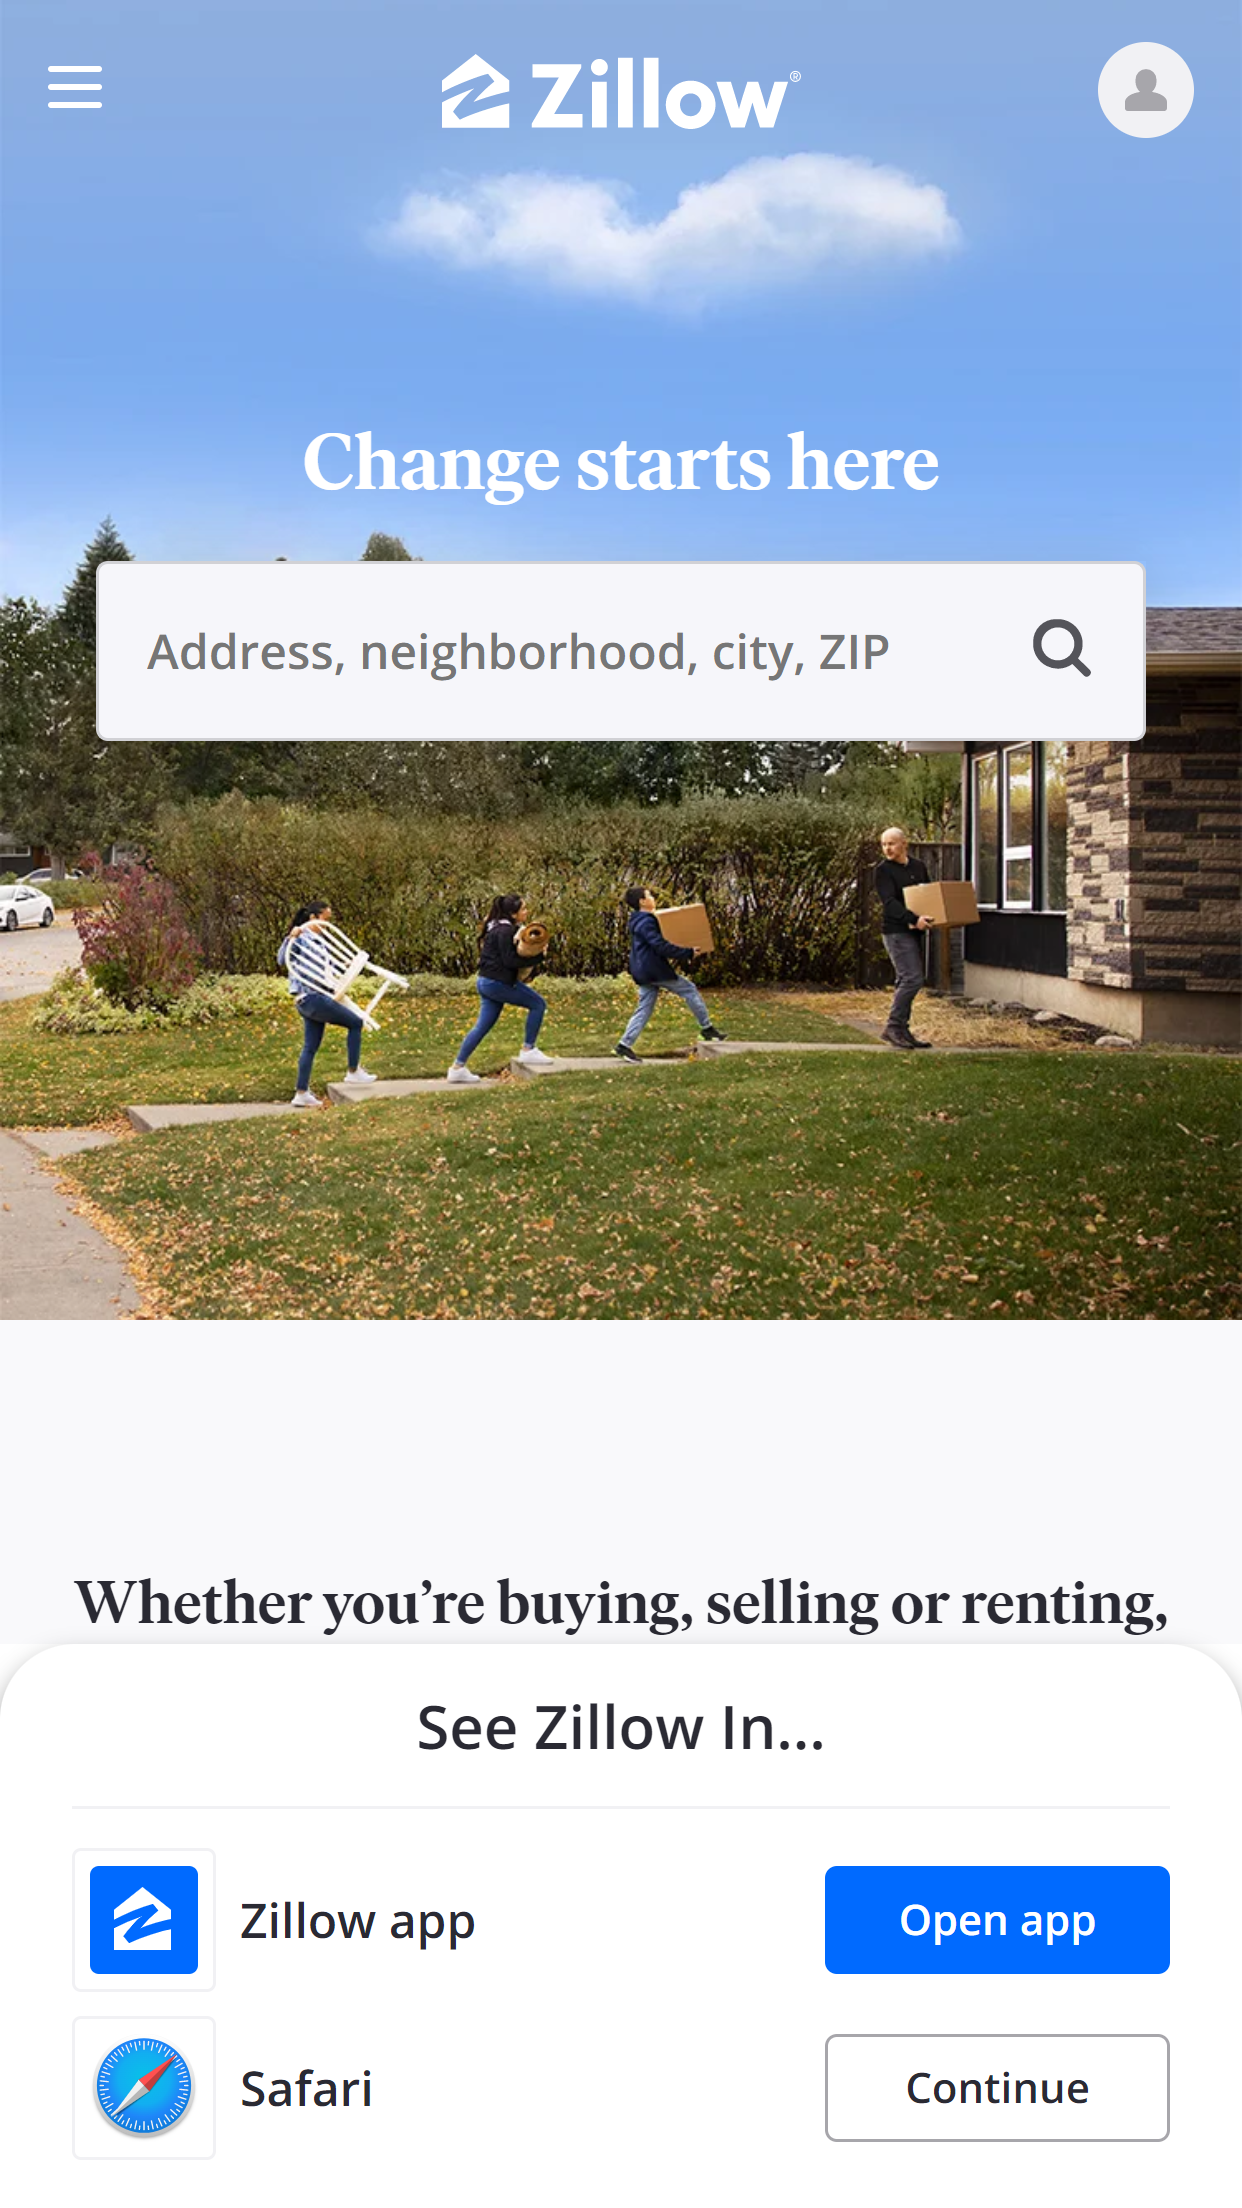 Zillow®
Change starts here
Address, neighborhood, city, ZIP
Whether you’re buying, selling or renting,
See Zillow In...
Zillow app
Open app
Safari
Continue